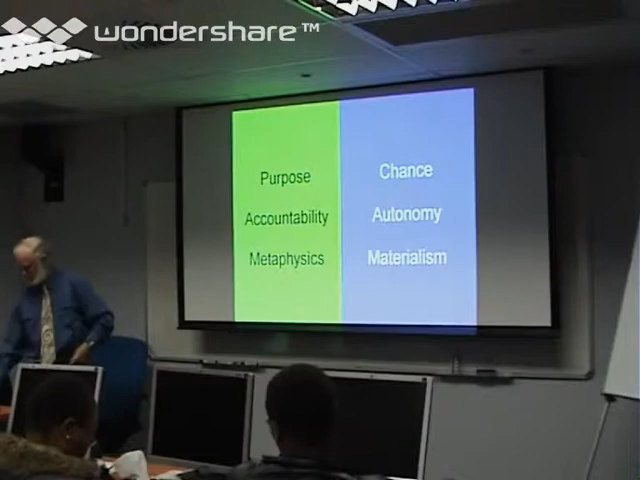 wondershare™
Purpose
Accountability
Metaphysics
Chance
Autonomy
Materialism